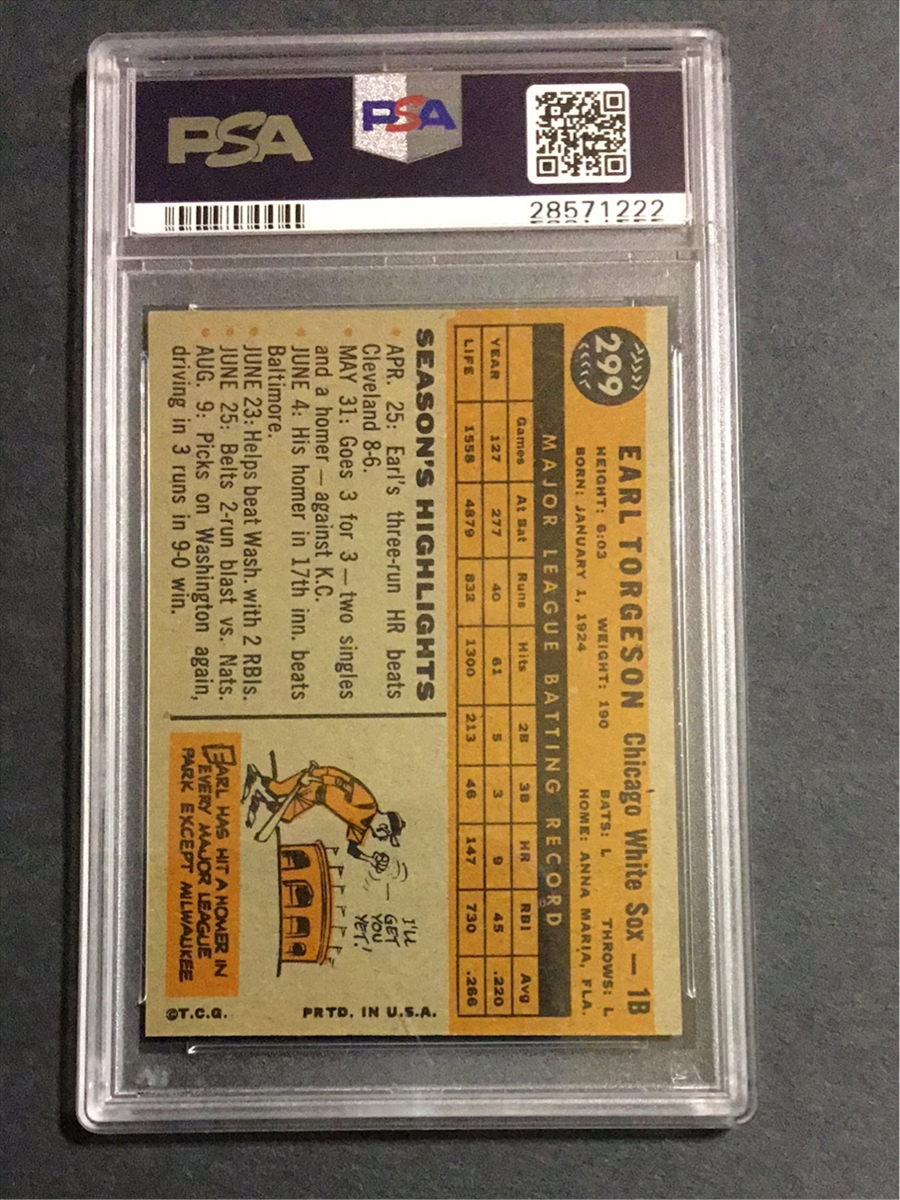 PSA
PSA
28571222
299
EARL TORGESON Chicago White Sox — 1B
HEIGHT: 6:03 WEIGHT: 190 BATS: L THROWS: L
BORN: JANUARY 1, 1924 HOME: ANNA MARIA, FLA.
MAJOR LEAGUE BATTING RECORD
Games At Bat Runs Hits 2B 3B HR RBI Avg
YEAR 127 277 40 61 5 3 9 45 .220
LIFE 1558 4879 832 1300 213 46 147 730 .266
SEASON'S HIGHLIGHTS
• APR. 25: Earl's three-run HR beats
Cleveland 8-6.
• MAY 31: Goes 3 for 3 — two singles
and a homer — against K.C.
• JUNE 4: His homer in 17th inn. beats
Baltimore.
• JUNE 23: Helps beat Wash. with 2 RBIs.
• JUNE 25: Belts 2-run blast vs. Nats.
• AUG. 9: Picks on Washington again,
driving in 3 runs in 9-0 win.
I'LL
GET
YOU
YET!
EARL HAS HIT A HOMER IN
EVERY MAJOR LEAGUE
PARK EXCEPT MILWAUKEE
©T.C.G. PRTD. IN U.S.A.